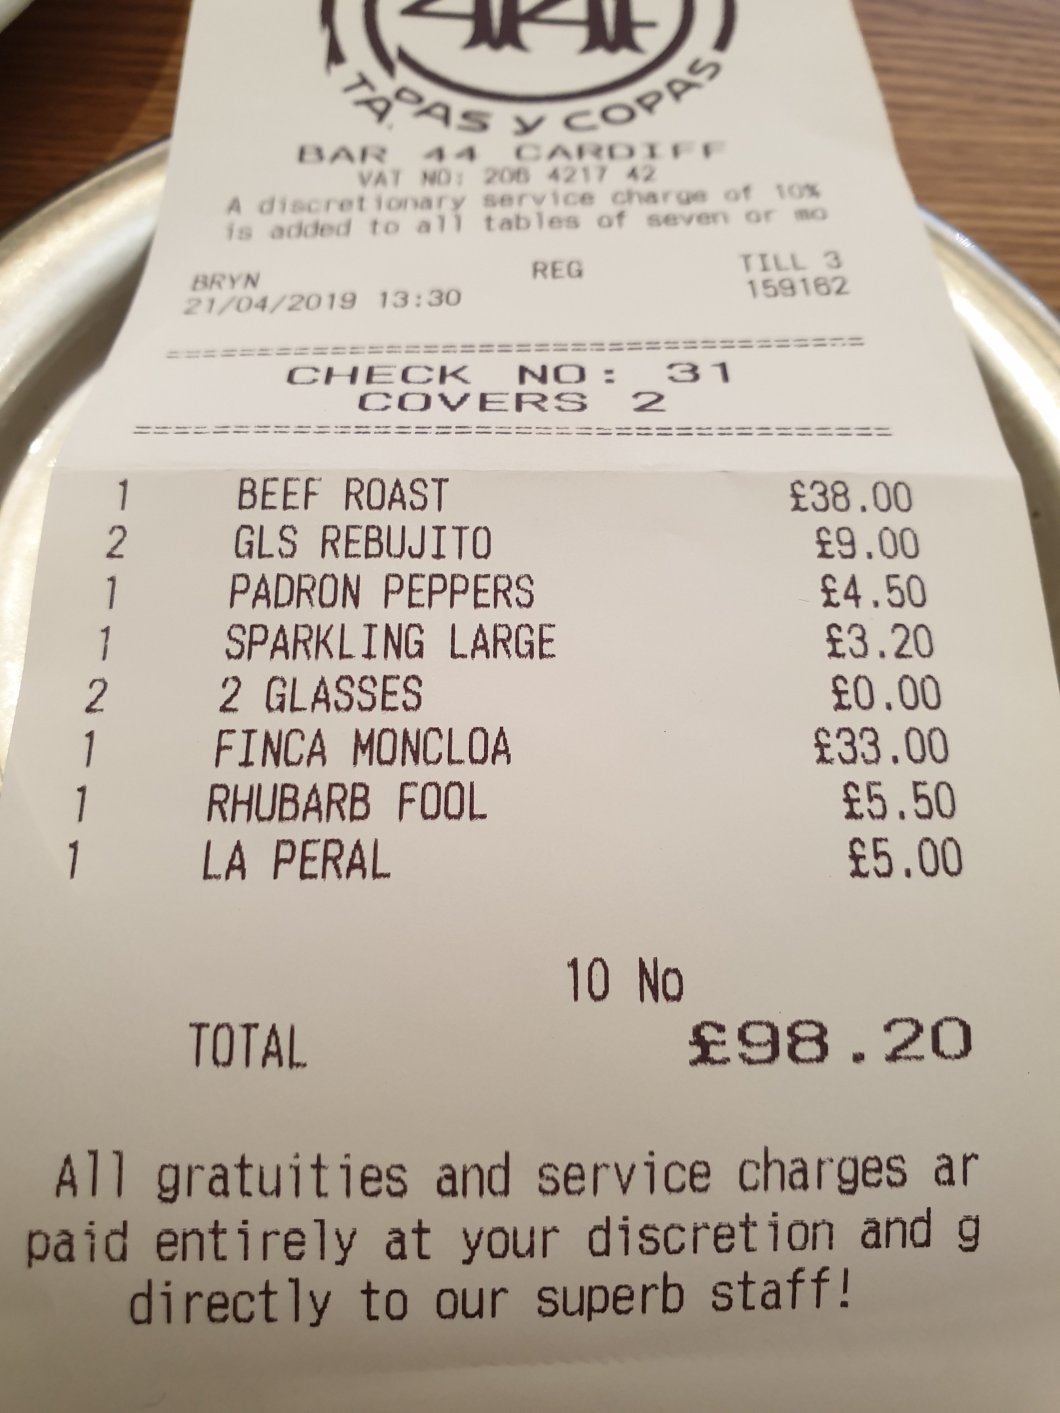 44
TAPAS y COPAS
BAR 44 CARDIFF
VAT NO: 206 4217 42
A discretionary service charge of 10%
is added to all tables of seven or mo
BRYN REG TILL 3
21/04/2019 13:30 159162
CHECK NO: 31
COVERS 2
1 BEEF ROAST £38.00
2 GLS REBUJITO £9.00
1 PADRON PEPPERS £4.50
1 SPARKLING LARGE £3.20
2 2 GLASSES £0.00
1 FINCA MONCLOA £33.00
1 RHUBARB FOOL £5.50
1 LA PERAL £5.00
10 No
TOTAL £98.20
All gratuities and service charges ar
paid entirely at your discretion and g
directly to our superb staff!